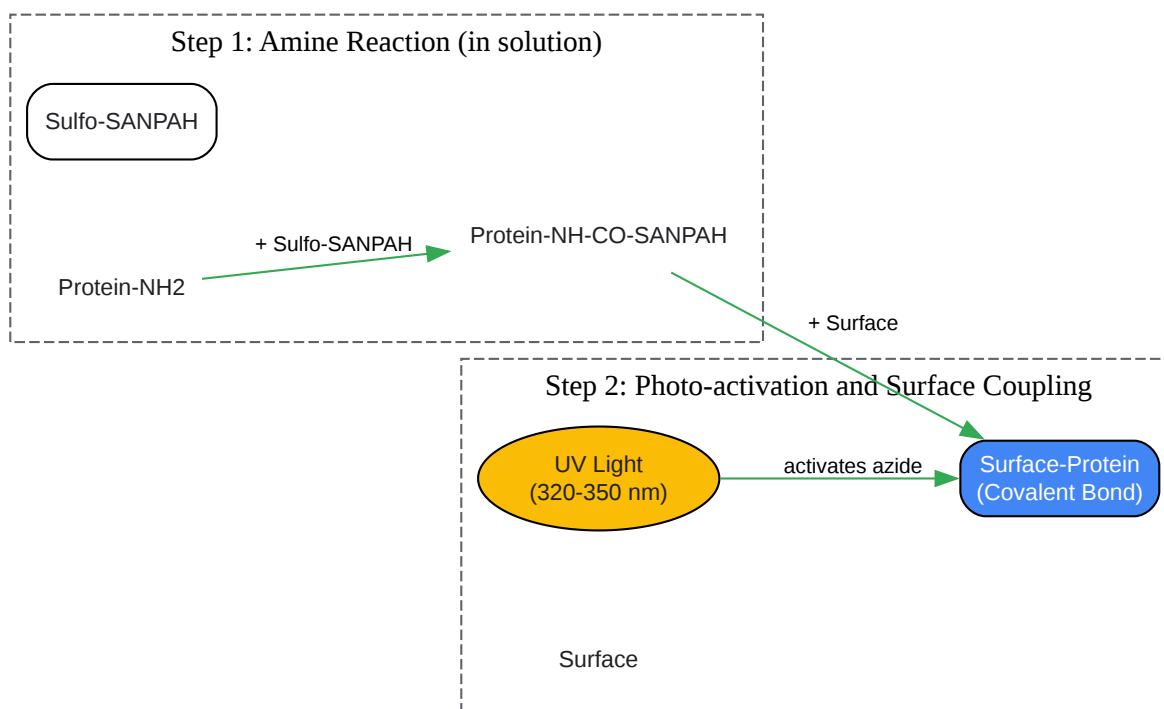 Step 1: Amine Reaction (in solution)
Sulfo-SANPAH
+ Sulfo-SANPAH
Protein-NH-CO-SANPAH
Protein-NH2
+ Surface
Step 2: Photo-activation and Surface Coupling
UV Light
(320-350 nm)
activates azide
Surface-Protein
(Covalent Bond)
Surface